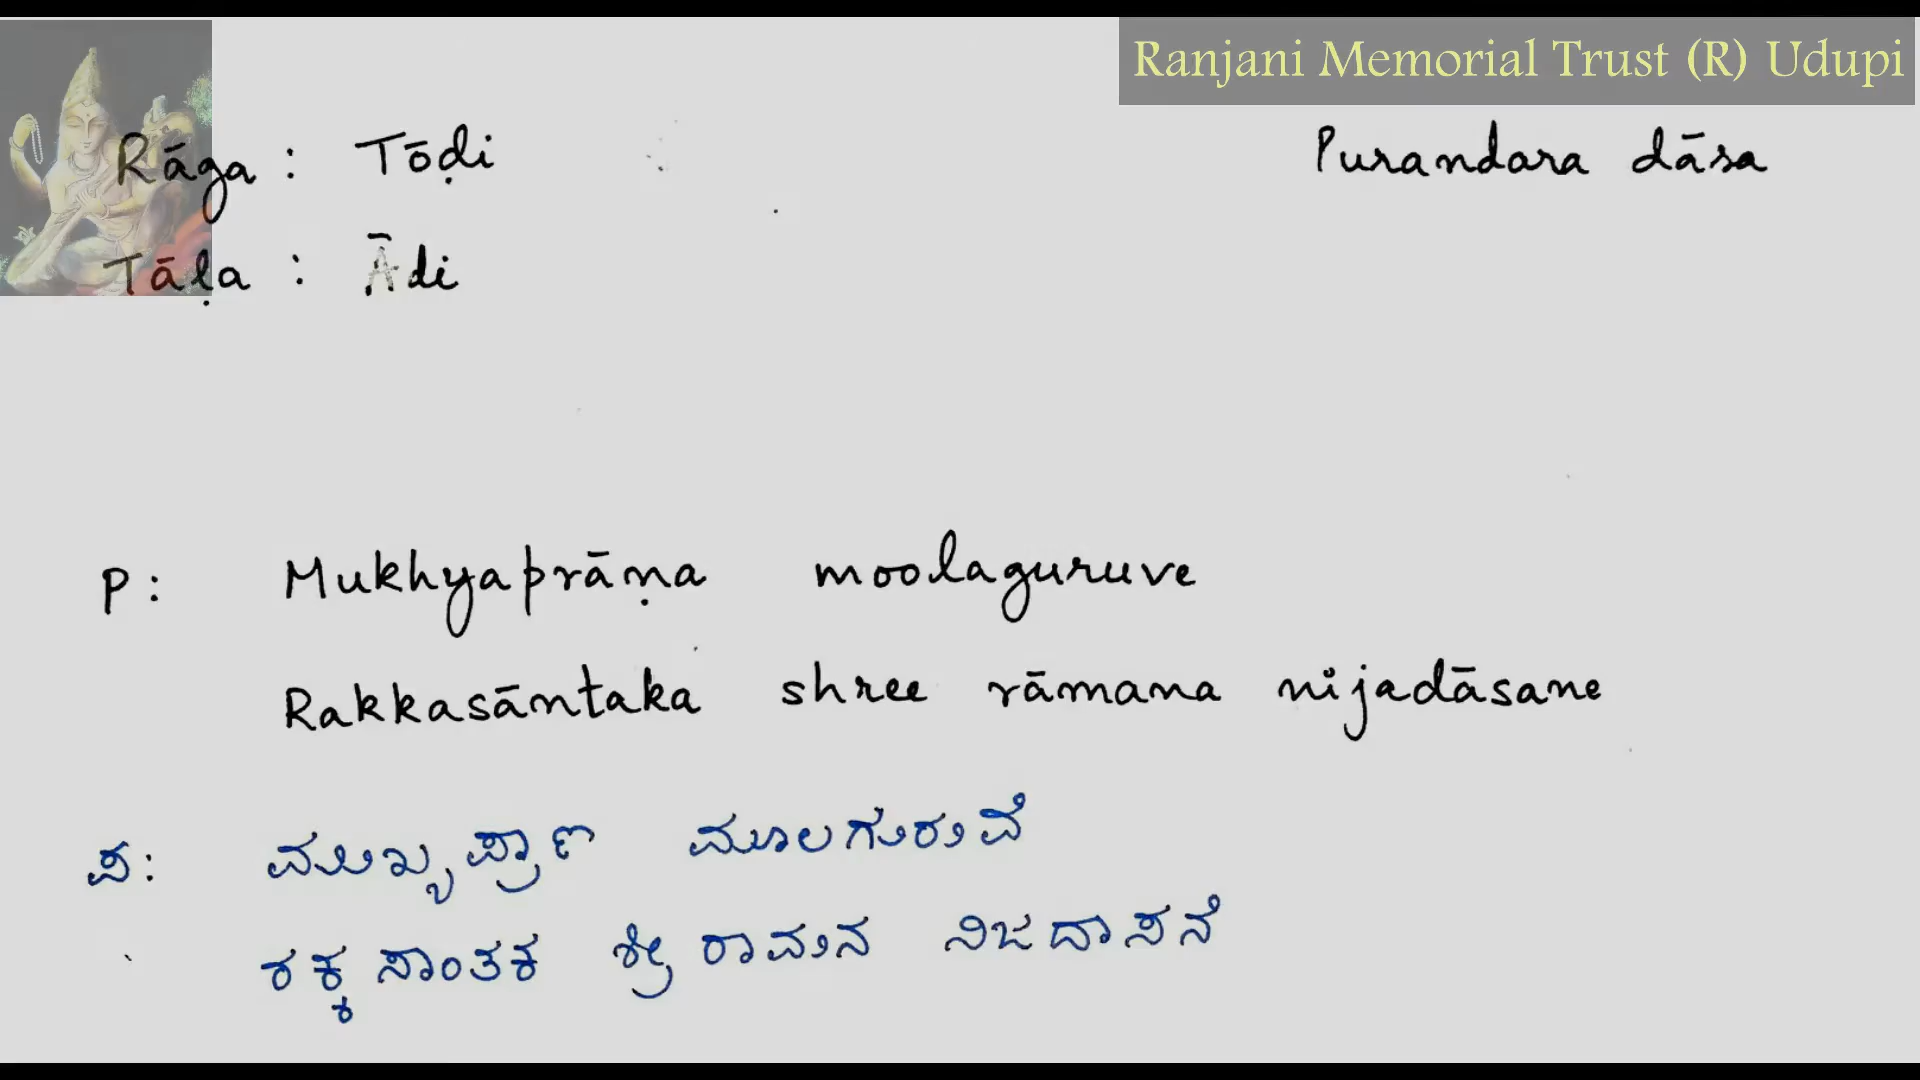 Ranjani Memorial Trust (R) Udupi
Rāga : Tōḍi
Purandara dāsa
Tāḷa : Ādi
P: Mukhyaprāṇa moolaguruve
Rakkasāntaka shree rāmana nijadāsane
ಪ: ಮುಖ್ಯಪ್ರಾಣ ಮೂಲಗುರುವೆ
ರಕ್ಕಸಾಂತಕ ಶ್ರೀ ರಾಮನ ನಿಜದಾಸನೆ